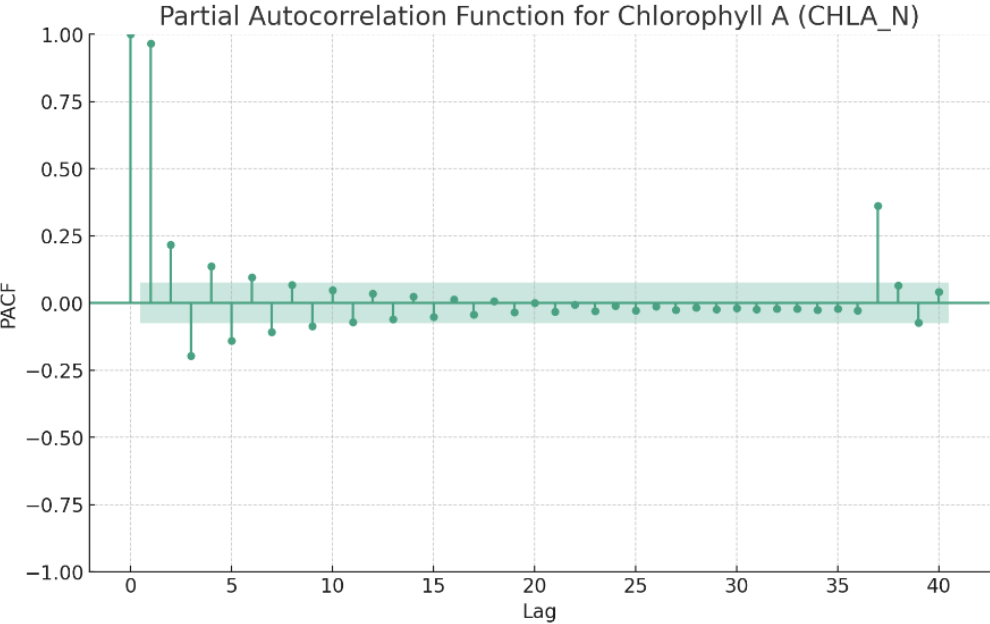 Partial Autocorrelation Function for Chlorophyll A (CHLA_N)
1.00
0.75
0.50
0.25
0.00
−0.25
−0.50
−0.75
−1.00
PACF
0 5 10 15 20 25 30 35 40
Lag